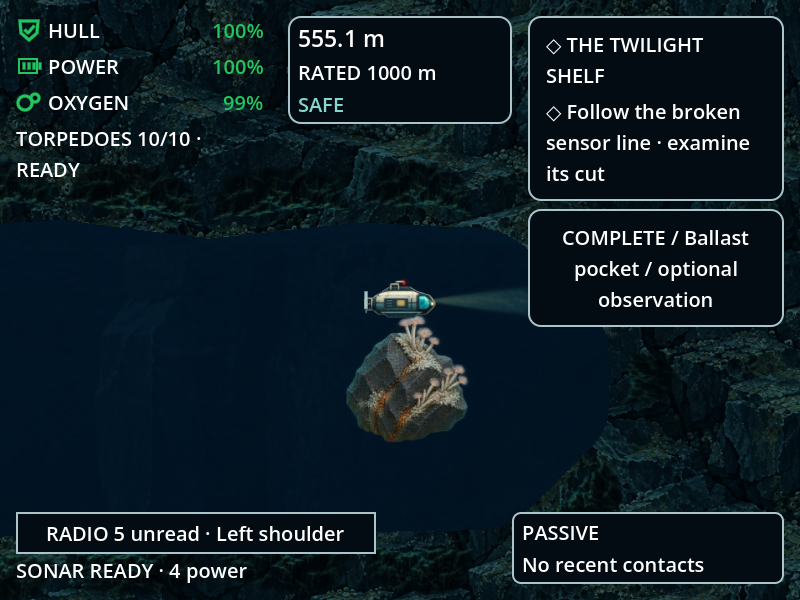 HULL 100%
POWER 100%
OXYGEN 99%
TORPEDOES 10/10 ·
READY
555.1 m
RATED 1000 m
SAFE
◇ THE TWILIGHT
SHELF
◇ Follow the broken
sensor line · examine
its cut
COMPLETE / Ballast
pocket / optional
observation
RADIO 5 unread · Left shoulder
SONAR READY · 4 power
PASSIVE
No recent contacts